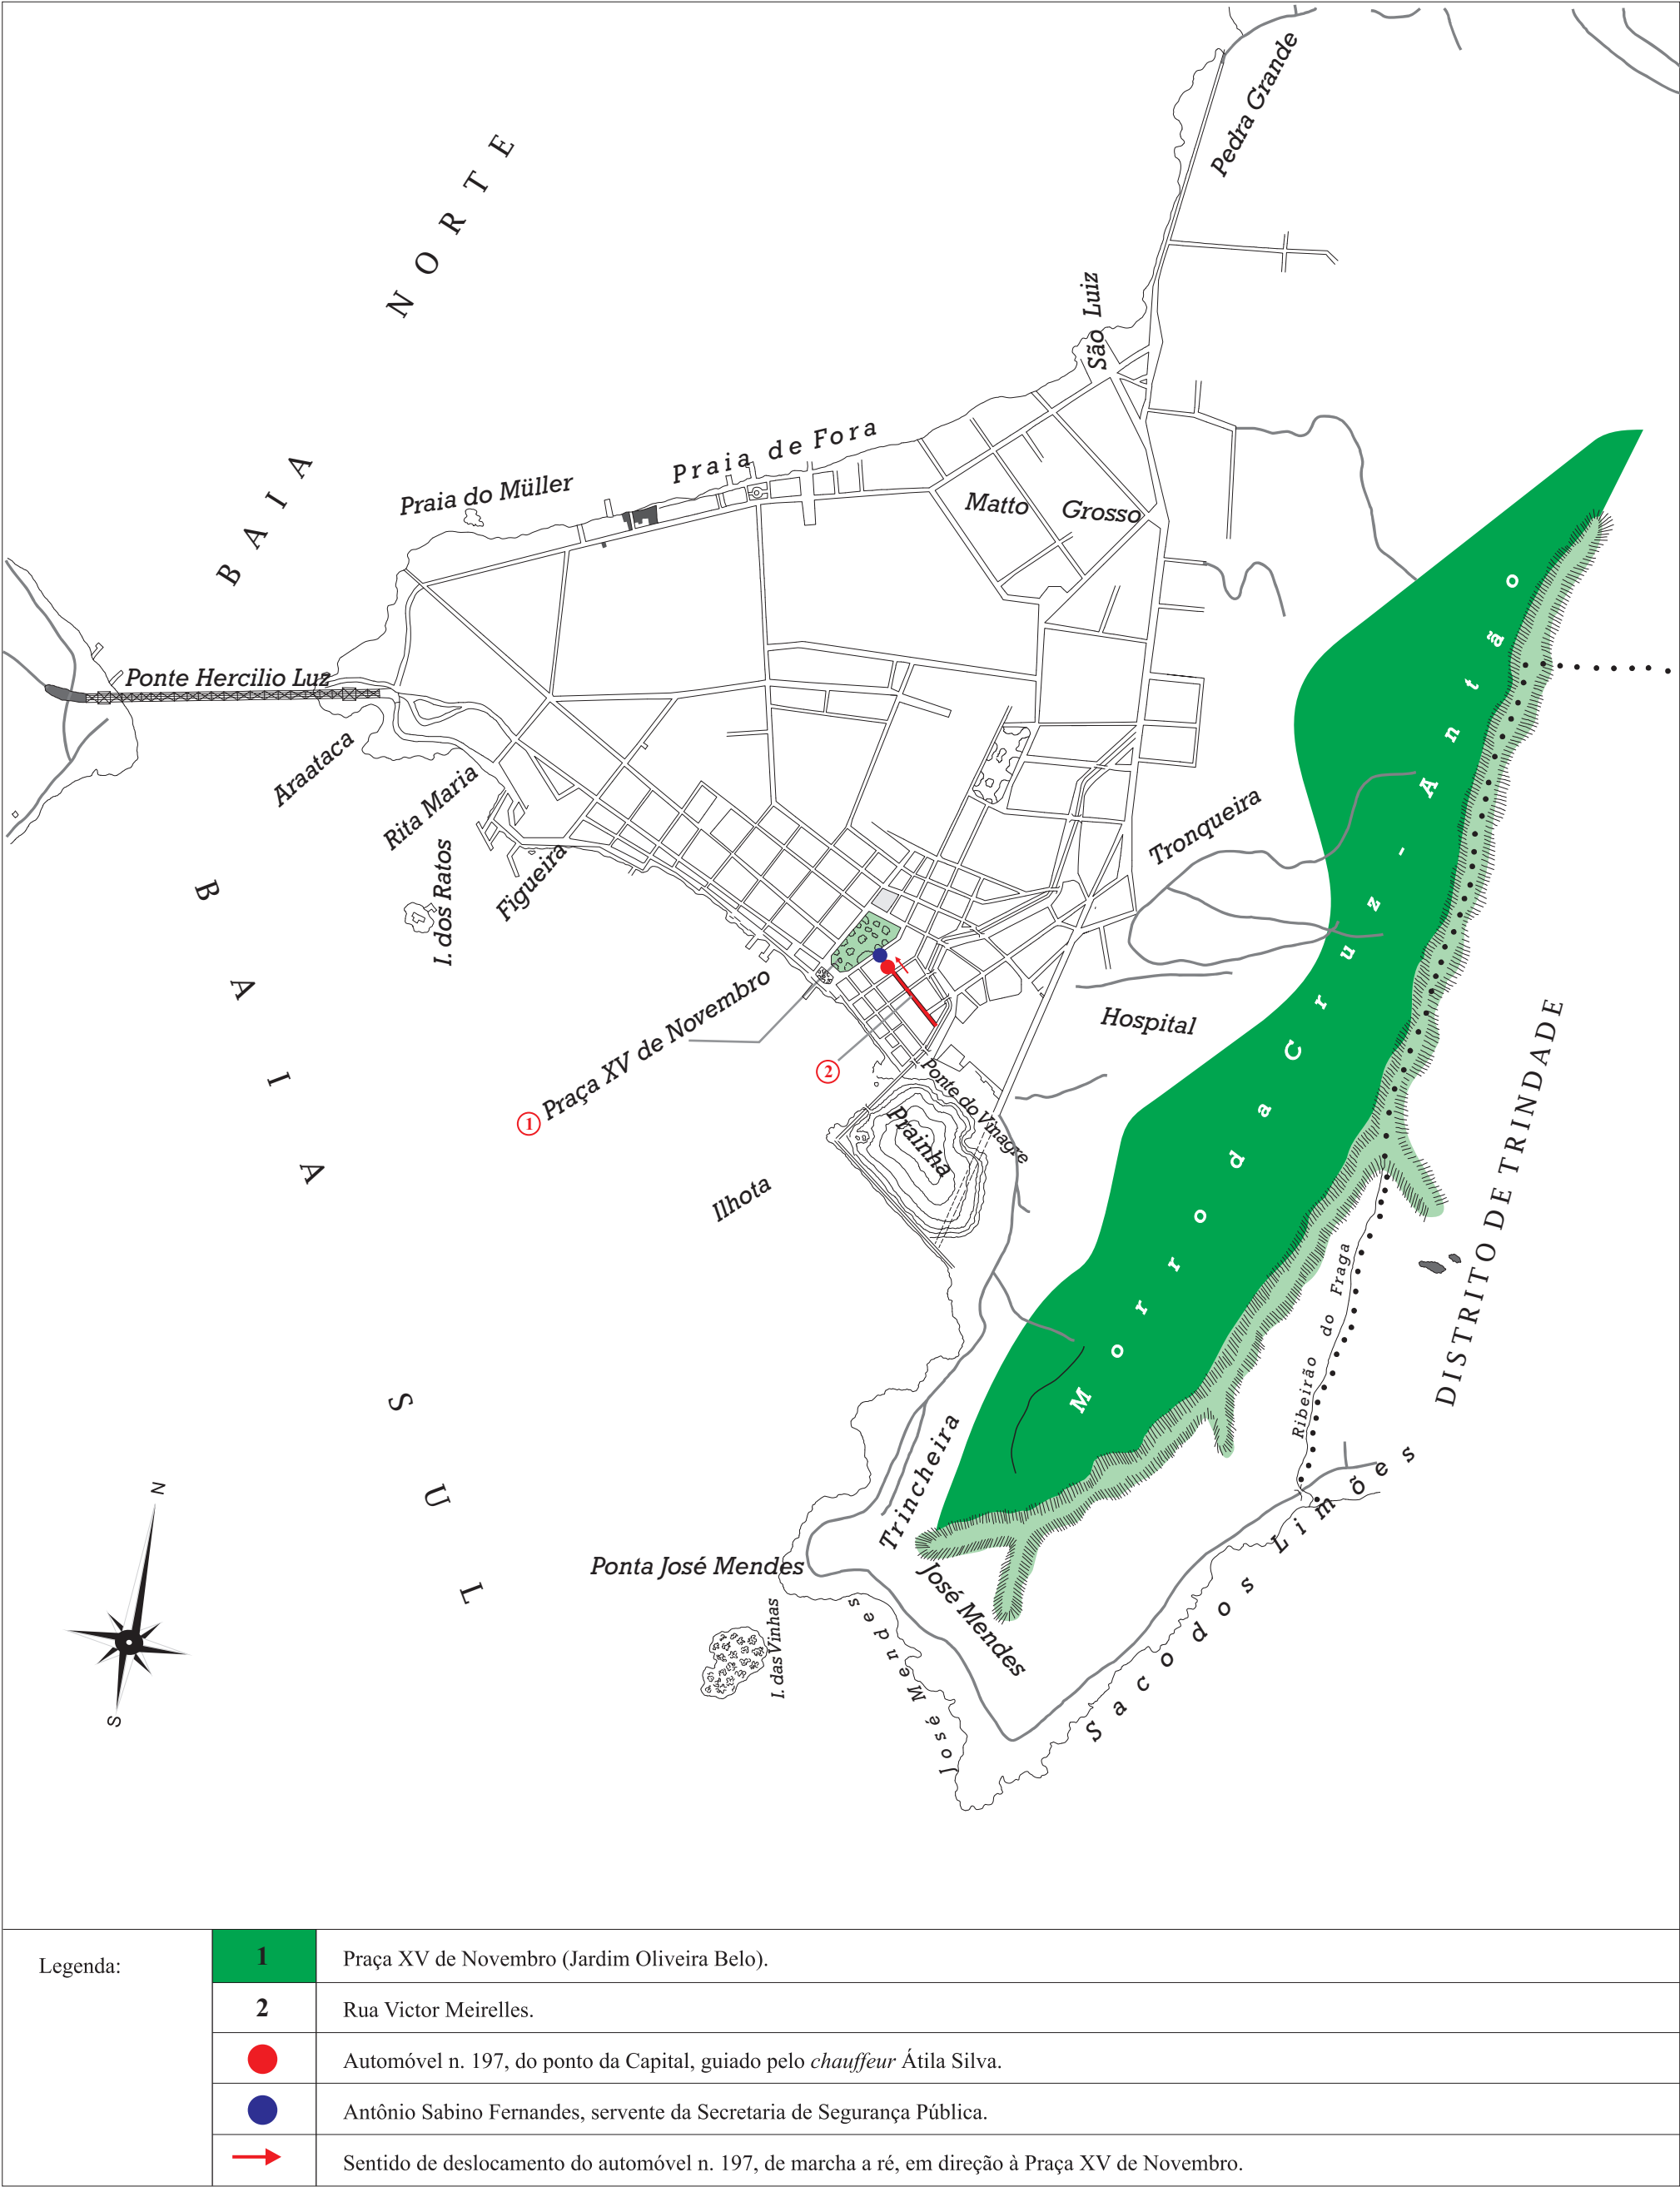 Pedra Grande
BAIA NORTE
São Luiz
Praia de Fora
Praia do Müller
Matto Grosso
Ponte Hercilio Luz
Araataca
Rita Maria
I. dos Ratos
Figueira
Tronqueira
Morro da Cruz - Antão
Hospital
1 Praça XV de Novembro
2
Ponte do Vinagre
Prainha
Ilhota
BAIA SUL
DISTRITO DE TRINDADE
Ribeirão do Fraga
Trincheira
Saco dos Limões
Ponta José Mendes
José Mendes
José Mendes
I. das Vinhas
N
S
Legenda:
1 Praça XV de Novembro (Jardim Oliveira Belo).
2 Rua Victor Meirelles.
Automóvel n. 197, do ponto da Capital, guiado pelo chauffeur Átila Silva.
Antônio Sabino Fernandes, servente da Secretaria de Segurança Pública.
Sentido de deslocamento do automóvel n. 197, de marcha a ré, em direção à Praça XV de Novembro.